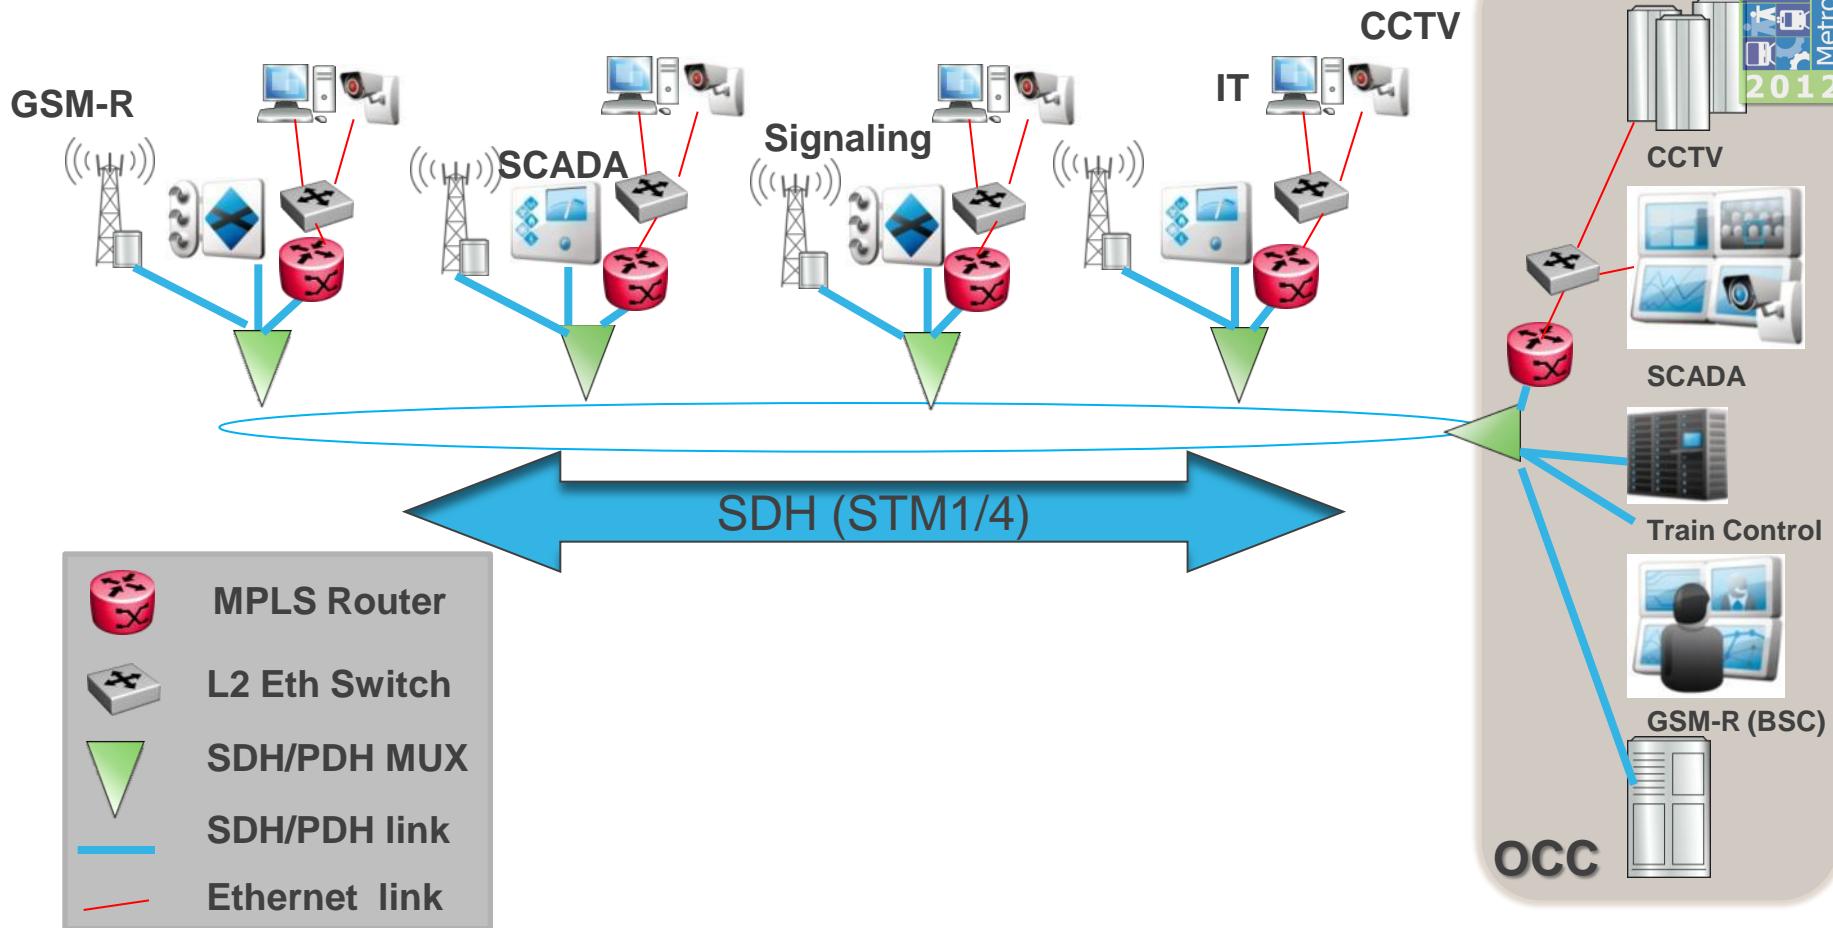 CCTV
GSM-R
IT
Signaling
SCADA
Metro
2012
CCTV
SCADA
SDH (STM1/4)
Train Control
MPLS Router
L2 Eth Switch
GSM-R (BSC)
SDH/PDH MUX
SDH/PDH link
OCC
Ethernet link